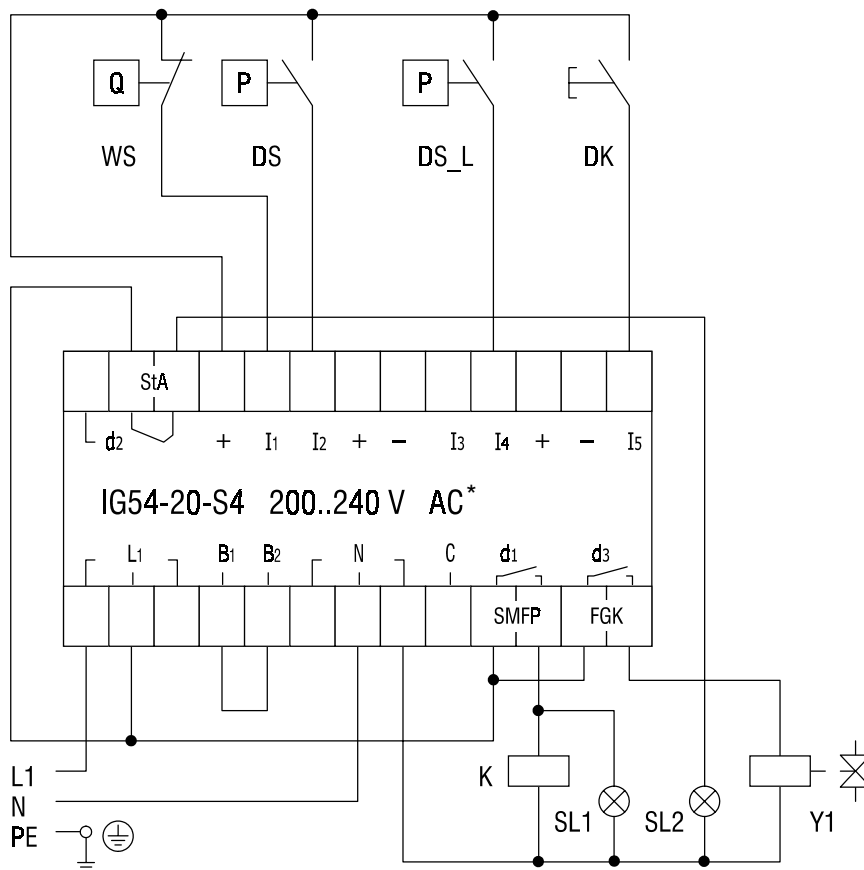 Q P P
WS DS DS_L DK
StA
d2 + I1 I2 + – I3 I4 + – I5
IG54-20-S4 200..240 V AC*
L1 B1 B2 N C d1 d3
SMFP FGK
L1 K
N SL1 SL2 Y1
PE